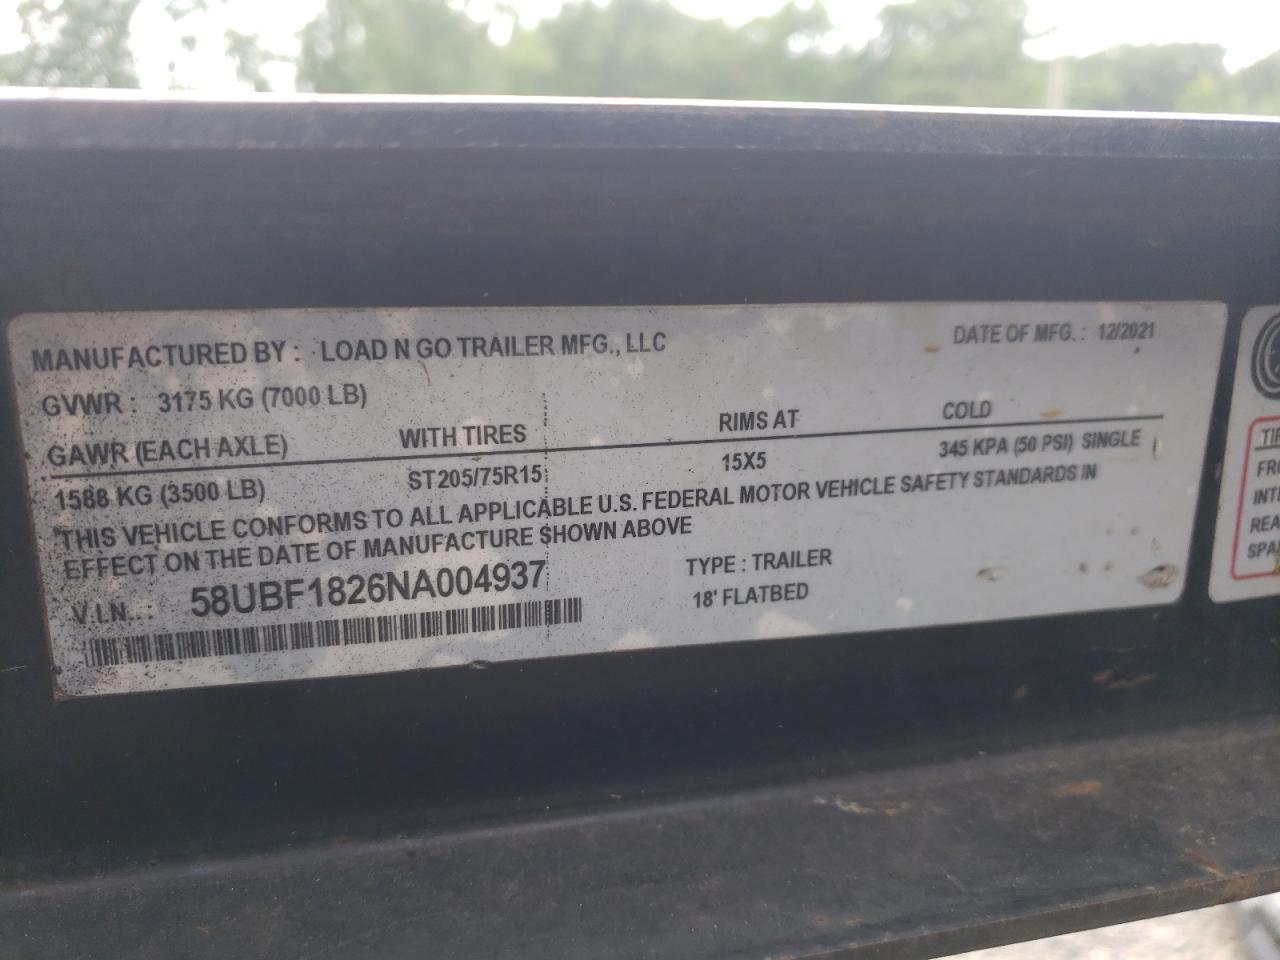 MANUFACTURED BY : LOAD N GO TRAILER MFG., LLC DATE OF MFG. : 12/2021
GVWR : 3175 KG (7000 LB)
GAWR (EACH AXLE) WITH TIRES RIMS AT COLD
1588 KG (3500 LB) ST205/75R15 15X5 345 KPA (50 PSI) SINGLE
THIS VEHICLE CONFORMS TO ALL APPLICABLE U.S. FEDERAL MOTOR VEHICLE SAFETY STANDARDS IN
EFFECT ON THE DATE OF MANUFACTURE SHOWN ABOVE
V.I.N... 58UBF1826NA004937 TYPE : TRAILER
18' FLATBED